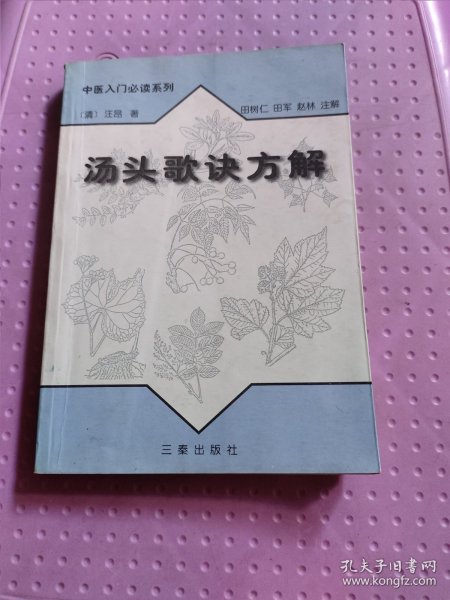 中医入门必读系列
〔清〕汪昂 著
田树仁 田军 赵林 注解
汤头歌诀方解
三秦出版社
孔夫子旧书网
www.kongfz.com